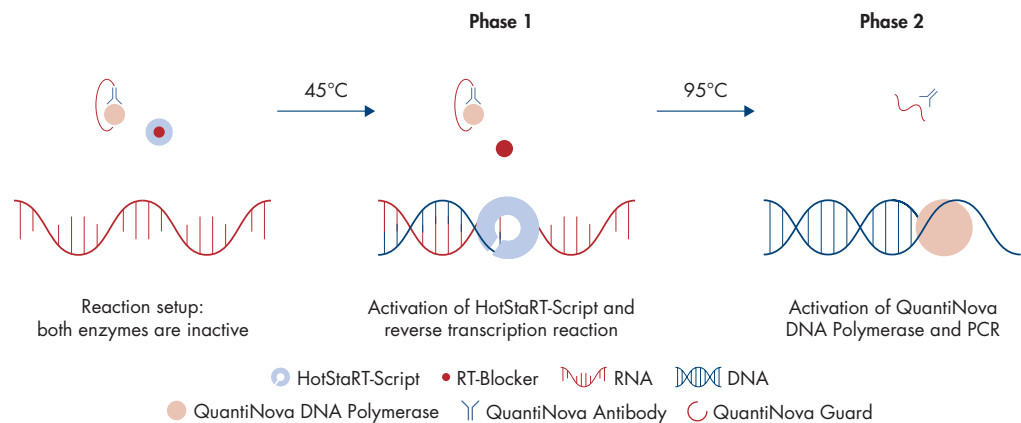 Phase 1
Phase 2
45°C
95°C
Reaction setup:
both enzymes are inactive
Activation of HotStaRT-Script and
reverse transcription reaction
Activation of QuantiNova
DNA Polymerase and PCR
HotStaRT-Script
RT-Blocker
RNA
DNA
QuantiNova DNA Polymerase
QuantiNova Antibody
QuantiNova Guard